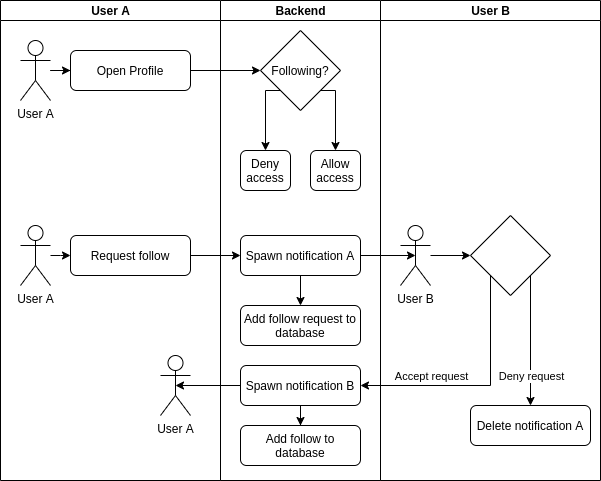 User A
Backend
User B
Open Profile
Following?
User A
Deny
access
Allow
access
Request follow
Spawn notification A
User A
User B
Add follow request to
database
Accept request
Deny request
Spawn notification B
User A
Add follow to
database
Delete notification A